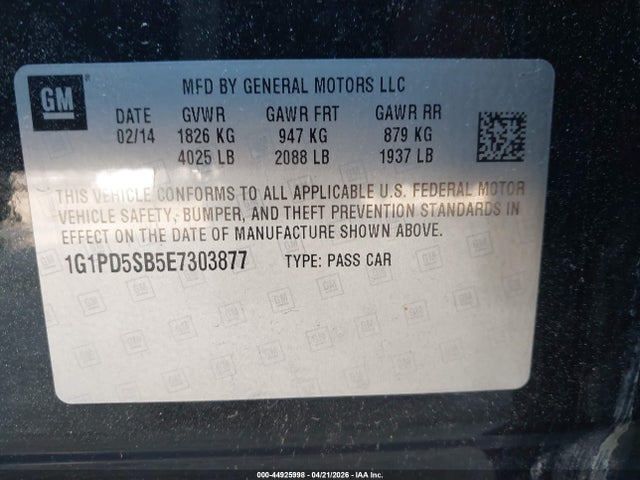 GM
MFD BY GENERAL MOTORS LLC
DATE GVWR GAWR FRT GAWR RR
02/14 1826 KG 947 KG 879 KG
4025 LB 2088 LB 1937 LB
THIS VEHICLE CONFORMS TO ALL APPLICABLE U.S. FEDERAL MOTOR
VEHICLE SAFETY, BUMPER, AND THEFT PREVENTION STANDARDS IN
EFFECT ON THE DATE OF MANUFACTURE SHOWN ABOVE.
1G1PD5SB5E7303877 TYPE: PASS CAR
000-44925998 04/21/2026 - IAA Inc.